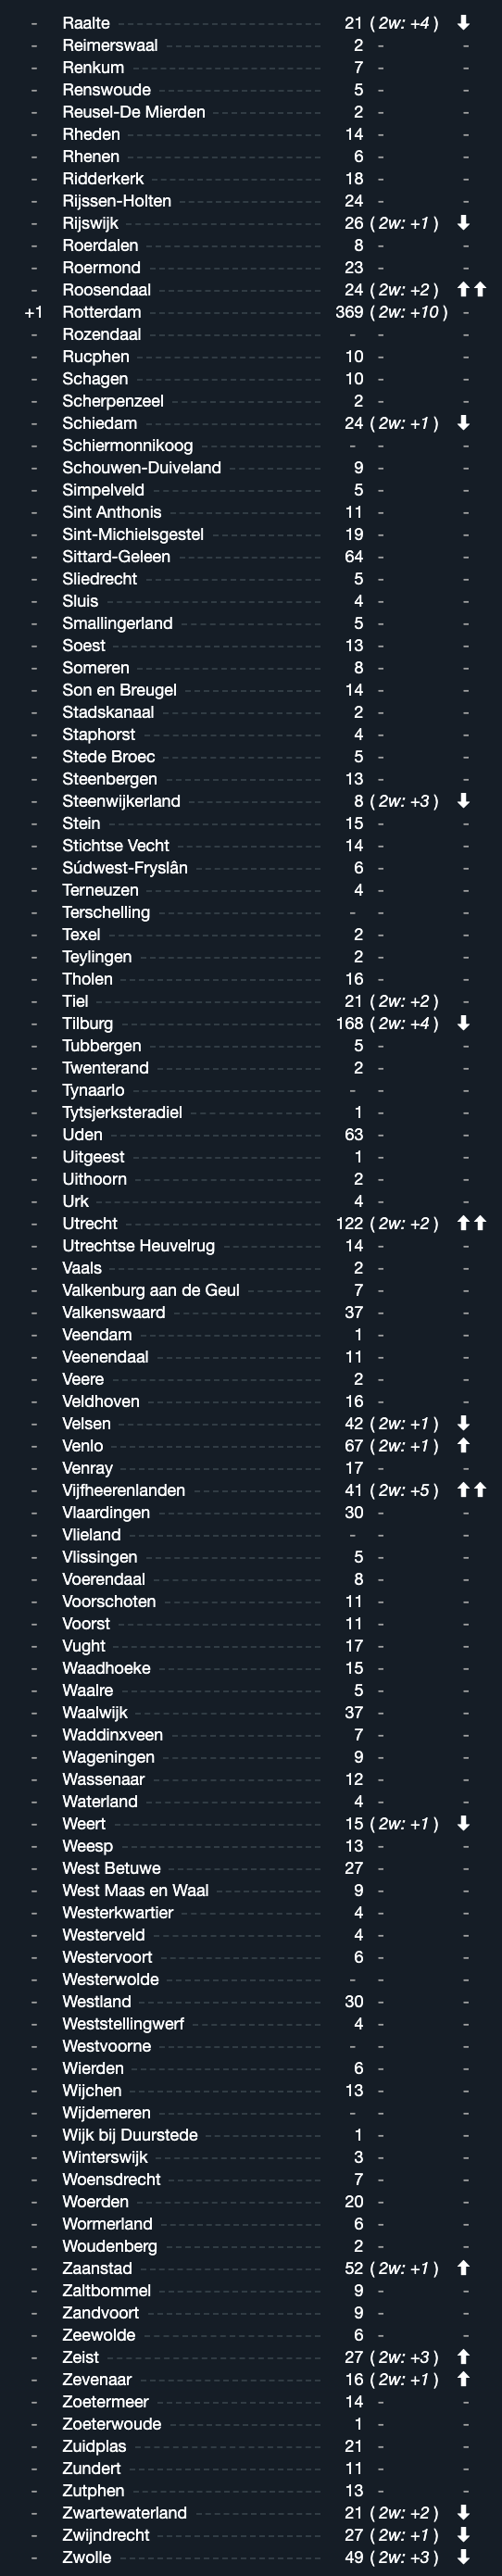 - Raalte 21 ( 2w: +4 ) ⬇
- Reimerswaal 2 - -
- Renkum 7 - -
- Renswoude 5 - -
- Reusel-De Mierden 2 - -
- Rheden 14 - -
- Rhenen 6 - -
- Ridderkerk 18 - -
- Rijssen-Holten 24 - -
- Rijswijk 26 ( 2w: +1 ) ⬇
- Roerdalen 8 - -
- Roermond 23 - -
- Roosendaal 24 ( 2w: +2 ) ⬆⬆
+1 Rotterdam 369 ( 2w: +10 ) -
- Rozendaal - - -
- Rucphen 10 - -
- Schagen 10 - -
- Scherpenzeel 2 - -
- Schiedam 24 ( 2w: +1 ) ⬇
- Schiermonnikoog - - -
- Schouwen-Duiveland 9 - -
- Simpelveld 5 - -
- Sint Anthonis 11 - -
- Sint-Michielsgestel 19 - -
- Sittard-Geleen 64 - -
- Sliedrecht 5 - -
- Sluis 4 - -
- Smallingerland 5 - -
- Soest 13 - -
- Someren 8 - -
- Son en Breugel 14 - -
- Stadskanaal 2 - -
- Staphorst 4 - -
- Stede Broec 5 - -
- Steenbergen 13 - -
- Steenwijkerland 8 ( 2w: +3 ) ⬇
- Stein 15 - -
- Stichtse Vecht 14 - -
- Súdwest-Fryslân 6 - -
- Terneuzen 4 - -
- Terschelling - - -
- Texel 2 - -
- Teylingen 2 - -
- Tholen 16 - -
- Tiel 21 ( 2w: +2 ) -
- Tilburg 168 ( 2w: +4 ) ⬇
- Tubbergen 5 - -
- Twenterand 2 - -
- Tynaarlo - - -
- Tytsjerksteradiel 1 - -
- Uden 63 - -
- Uitgeest 1 - -
- Uithoorn 2 - -
- Urk 4 - -
- Utrecht 122 ( 2w: +2 ) ⬆⬆
- Utrechtse Heuvelrug 14 - -
- Vaals 2 - -
- Valkenburg aan de Geul 7 - -
- Valkenswaard 37 - -
- Veendam 1 - -
- Veenendaal 11 - -
- Veere 2 - -
- Veldhoven 16 - -
- Velsen 42 ( 2w: +1 ) ⬇
- Venlo 67 ( 2w: +1 ) ⬆
- Venray 17 - -
- Vijfheerenlanden 41 ( 2w: +5 ) ⬆⬆
- Vlaardingen 30 - -
- Vlieland - - -
- Vlissingen 5 - -
- Voerendaal 8 - -
- Voorschoten 11 - -
- Voorst 11 - -
- Vught 17 - -
- Waadhoeke 15 - -
- Waalre 5 - -
- Waalwijk 37 - -
- Waddinxveen 7 - -
- Wageningen 9 - -
- Wassenaar 12 - -
- Waterland 4 - -
- Weert 15 ( 2w: +1 ) ⬇
- Weesp 13 - -
- West Betuwe 27 - -
- West Maas en Waal 9 - -
- Westerkwartier 4 - -
- Westerveld 4 - -
- Westervoort 6 - -
- Westerwolde - - -
- Westland 30 - -
- Weststellingwerf 4 - -
- Westvoorne - - -
- Wierden 6 - -
- Wijchen 13 - -
- Wijdemeren - - -
- Wijk bij Duurstede 1 - -
- Winterswijk 3 - -
- Woensdrecht 7 - -
- Woerden 20 - -
- Wormerland 6 - -
- Woudenberg 2 - -
- Zaanstad 52 ( 2w: +1 ) ⬆
- Zaltbommel 9 - -
- Zandvoort 9 - -
- Zeewolde 6 - -
- Zeist 27 ( 2w: +3 ) ⬆
- Zevenaar 16 ( 2w: +1 ) ⬆
- Zoetermeer 14 - -
- Zoeterwoude 1 - -
- Zuidplas 21 - -
- Zundert 11 - -
- Zutphen 13 - -
- Zwartewaterland 21 ( 2w: +2 ) ⬇
- Zwijndrecht 27 ( 2w: +1 ) ⬇
- Zwolle 49 ( 2w: +3 ) ⬇